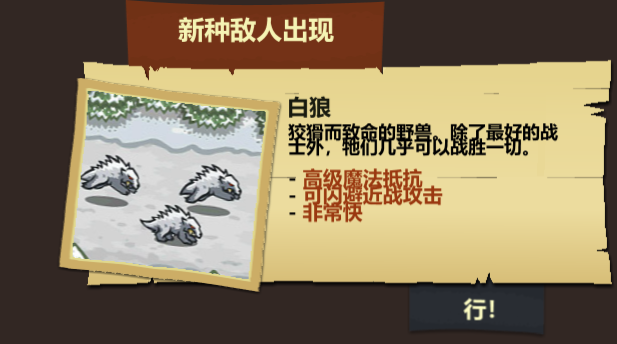 新种敌人出现
白狼
狡猾而致命的野兽。除了最好的战
士外，牠们几乎可以战胜一切。
- 高级魔法抵抗
- 可闪避近战攻击
- 非常快
行!